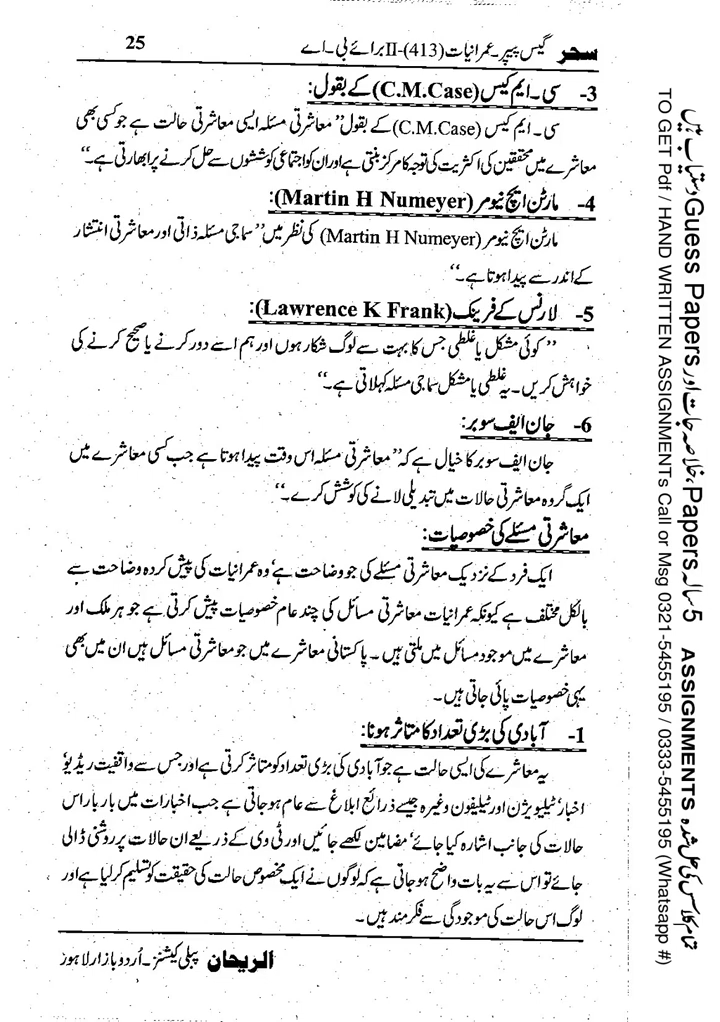 سحر گیس پیپر۔عمرانیات (413)-II برائے بی۔اے
25
3- سی۔ایم کیس (C.M.Case) کے بقول:
سی۔ایم کیس (C.M.Case) کے بقول ’’معاشرتی مسئلہ ایسی معاشرتی حالت ہے جو کسی بھی
معاشرے میں محققین کی اکثریت کی توجہ کا مرکز بنتی ہے اور ان کو اجتماعی کوششوں سے حل کرنے پر ابھارتی ہے۔‘‘
4- مارٹن ایچ نیومر (Martin H Numeyer):
مارٹن ایچ نیومر (Martin H Numeyer) کی نظر میں ’’سماجی مسئلہ ذاتی اور معاشرتی انتشار
کے اندر سے پیدا ہوتا ہے۔‘‘
5- لارنس کے فرینک (Lawrence K Frank):
’’کوئی مشکل یا غلطی جس کا بہت سے لوگ شکار ہوں اور ہم اسے دور کرنے یا صحیح کرنے کی
خواہش کریں۔ یہ غلطی یا مشکل سماجی مسئلہ کہلاتی ہے۔‘‘
6- جان ایف سوبر:
جان ایف سوبر کا خیال ہے کہ ’’معاشرتی مسئلہ اس وقت پیدا ہوتا ہے جب کسی معاشرے میں
ایک گروہ معاشرتی حالات میں تبدیلی لانے کی کوشش کرے۔‘‘
معاشرتی مسئلے کی خصوصیات:
ایک فرد کے نزدیک معاشرتی مسئلے کی جو وضاحت ہے‘ وہ عمرانیات کی پیش کردہ وضاحت سے
بالکل مختلف ہے کیونکہ عمرانیات معاشرتی مسائل کی چند عام خصوصیات پیش کرتی ہے جو ہر ملک اور
معاشرے میں موجود مسائل میں ملتی ہیں۔ پاکستانی معاشرے میں جو معاشرتی مسائل ہیں ان میں بھی
یہی خصوصیات پائی جاتی ہیں۔
1- آبادی کی بڑی تعداد کا متاثر ہونا:
یہ معاشرے کی ایسی حالت ہے جو آبادی کی بڑی تعداد کو متاثر کرتی ہے اور جس سے واقفیت ریڈیو‘
اخبار‘ ٹیلیویژن اور ٹیلیفون وغیرہ جیسے ذرائع ابلاغ سے عام ہو جاتی ہے جب اخبارات میں بار بار اس
حالات کی جانب اشارہ کیا جائے‘ مضامین لکھے جائیں اور ٹی وی کے ذریعے ان حالات پر روشنی ڈالی
جائے تو اس سے یہ بات واضح ہو جاتی ہے کہ لوگوں نے ایک مخصوص حالت کی حقیقت کو تسلیم کر لیا ہے اور
لوگ اس حالت کی موجودگی سے فکر مند ہیں۔
الریحان پبلی کیشنز۔اُردو بازار لاہور
تمام کلاسس کی حل شدہ ASSIGNMENTS 5 سالہ Papers، خلاصہ جات اور Guess Papers دستیاب ہیں
TO GET Pdf / HAND WRITTEN ASSIGNMENTs Call or Msg 0321-5455195 / 0333-5455195 (Whatsapp #)